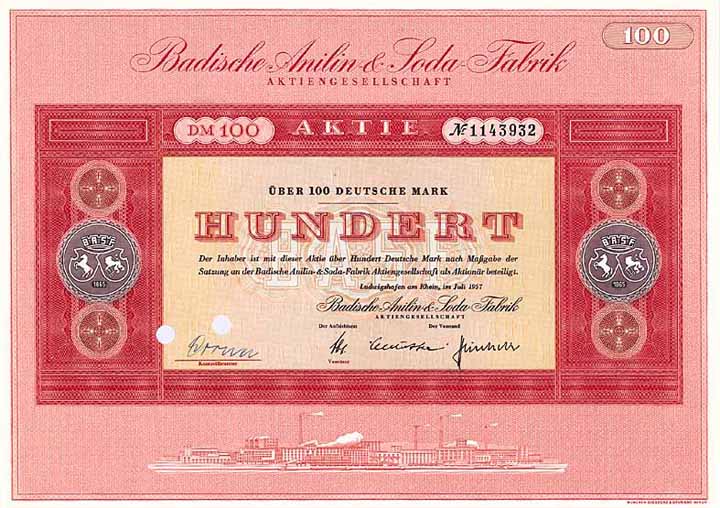 100
Badische Anilin-&-Soda-Fabrik
AKTIENGESELLSCHAFT
DM 100 AKTIE № 1143932
ÜBER 100 DEUTSCHE MARK
HUNDERT
BASF
Der Inhaber ist mit dieser Aktie über Hundert Deutsche Mark nach Maßgabe der
Satzung an der Badische Anilin-&-Soda-Fabrik Aktiengesellschaft als Aktionär beteiligt.
Ludwigshafen am Rhein, im Juli 1957
Badische Anilin-&-Soda-Fabrik
AKTIENGESELLSCHAFT
Der Aufsichtsrat Der Vorstand
Kontrollbeamter
Vorsitzer
BASF
1865
BASF
1865